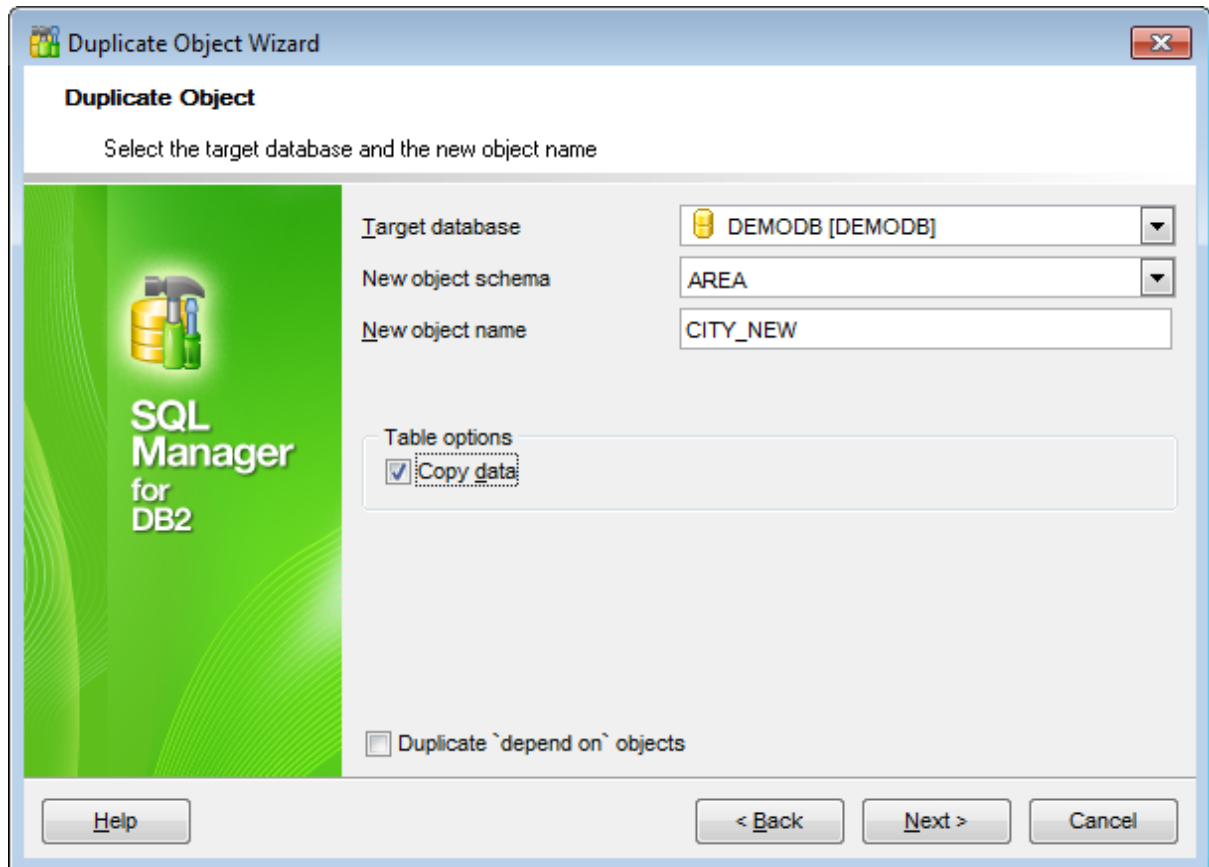 Duplicate Object Wizard
Duplicate Object
Select the target database and the new object name
Target database
DEMODB [DEMODB]
New object schema
AREA
New object name
CITY_NEW
SQL
Manager
for
DB2
Table options
Copy data
Duplicate `depend on` objects
Help
< Back
Next >
Cancel